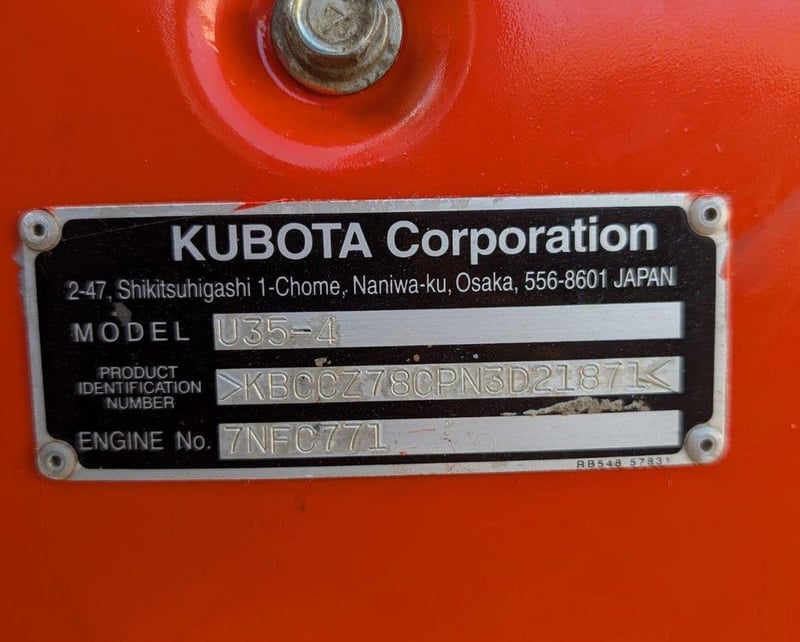 KUBOTA Corporation
2-47, Shikitsuhigashi 1-Chome, Naniwa-ku, Osaka, 556-8601 JAPAN
MODEL U35-4
PRODUCT
IDENTIFICATION
NUMBER
>KBCCZ78CPN3D21871<
ENGINE No. 7NFC771
RB548 57831